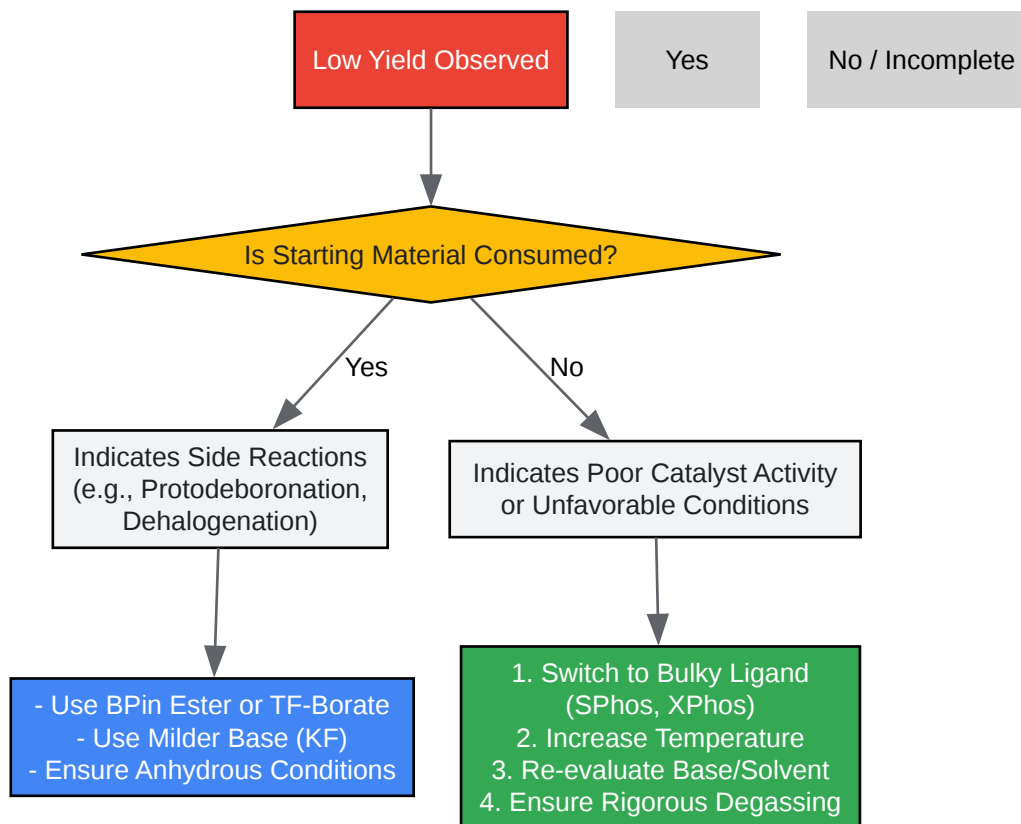 Low Yield Observed
Yes
No / Incomplete
Is Starting Material Consumed?
Yes
No
Indicates Side Reactions
(e.g., Protodeboronation,
Dehalogenation)
Indicates Poor Catalyst Activity
or Unfavorable Conditions
- Use BPin Ester or TF-Borate
- Use Milder Base (KF)
- Ensure Anhydrous Conditions
1. Switch to Bulky Ligand
(SPhos, XPhos)
2. Increase Temperature
3. Re-evaluate Base/Solvent
4. Ensure Rigorous Degassing